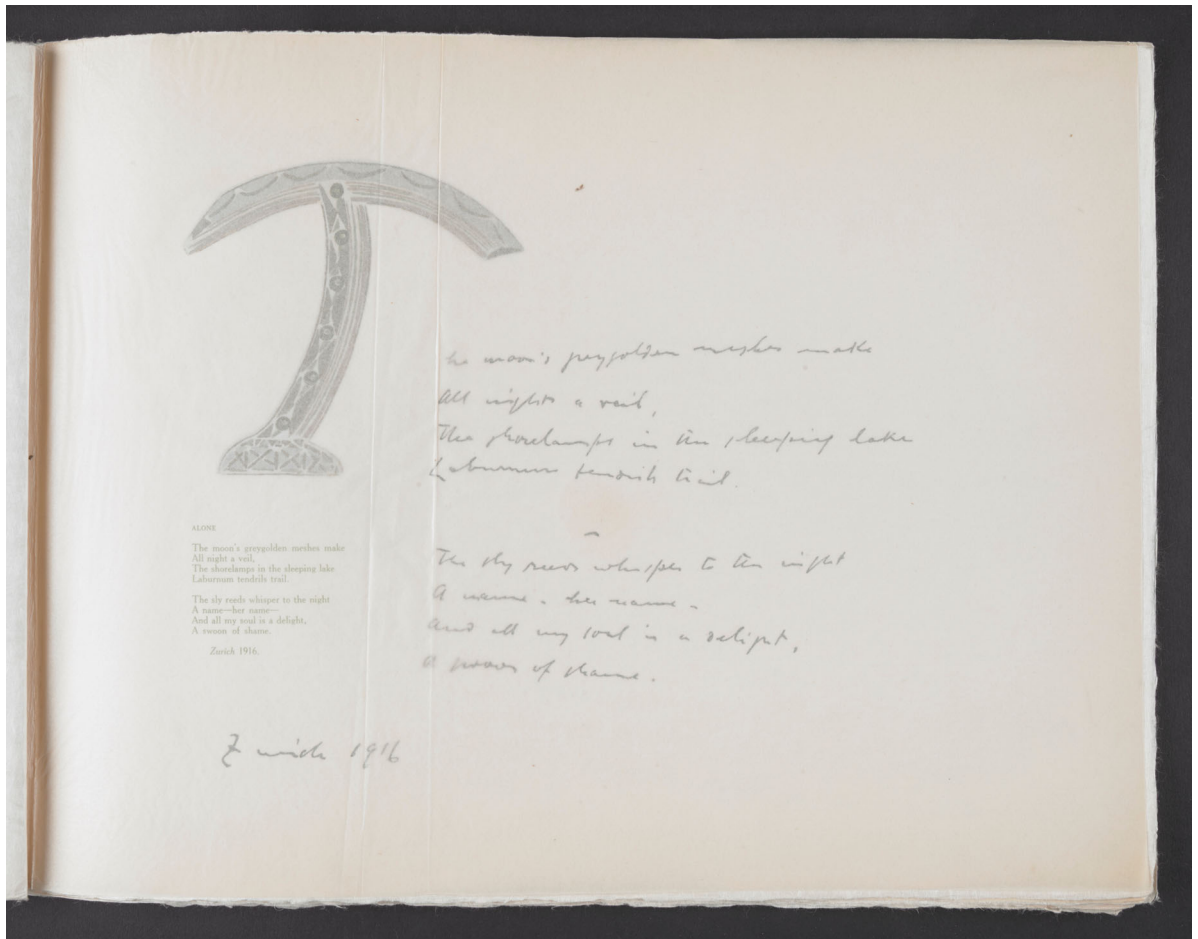 The moon's greygolden meshes make
All night a veil,
The shorelamps in the sleeping lake
Laburnum tendrils trail.
The sly reeds whisper to the night
A name - her name -
And all my soul is a delight,
A swoon of shame.
Zurich 1916
ALONE
The moon's greygolden meshes make
All night a veil,
The shorelamps in the sleeping lake
Laburnum tendrils trail.
The sly reeds whisper to the night
A name—her name—
And all my soul is a delight,
A swoon of shame.
Zurich 1916.